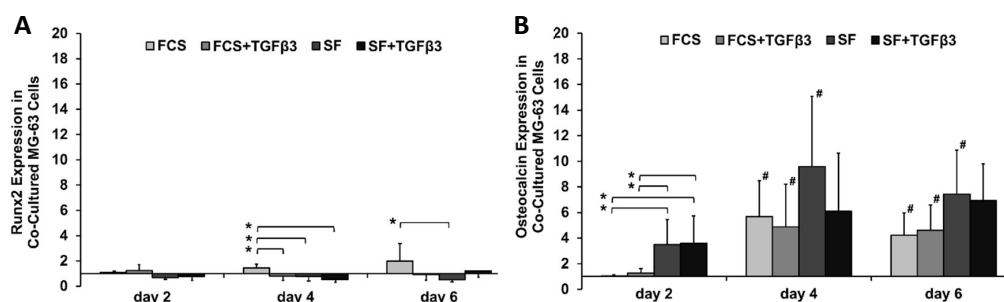 A
Runx2 Expression in
Co-Cultured MG-63 Cells
20
18
16
14
12
10
8
6
4
2
0
FCS FCS+TGFβ3 SF SF+TGFβ3
*
*
*
*
day 2 day 4 day 6
B
Osteocalcin Expression in
Co-Cultured MG-63 Cells
20
18
16
14
12
10
8
6
4
2
0
FCS FCS+TGFβ3 SF SF+TGFβ3
*
*
*
*
# # #
# # #
day 2 day 4 day 6